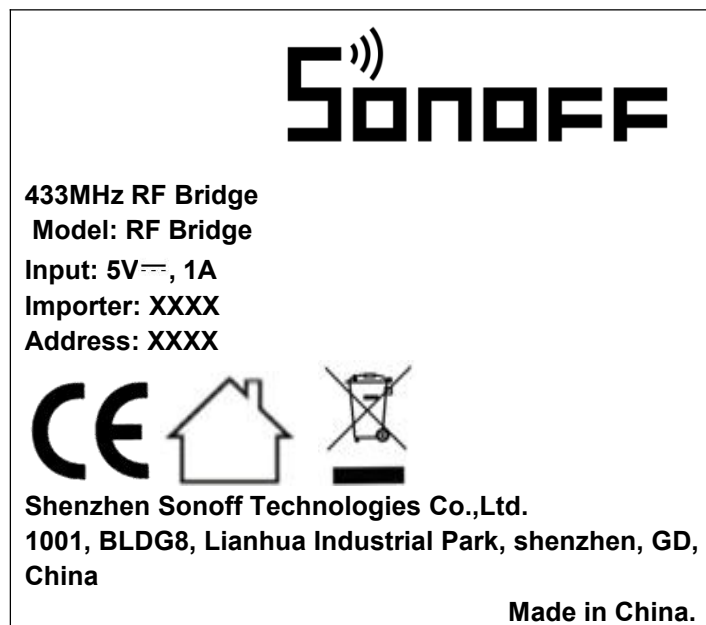 SONOFF
433MHz RF Bridge
Model: RF Bridge
Input: 5V⎓, 1A
Importer: XXXX
Address: XXXX
CE
Shenzhen Sonoff Technologies Co.,Ltd.
1001, BLDG8, Lianhua Industrial Park, shenzhen, GD,
China
Made in China.